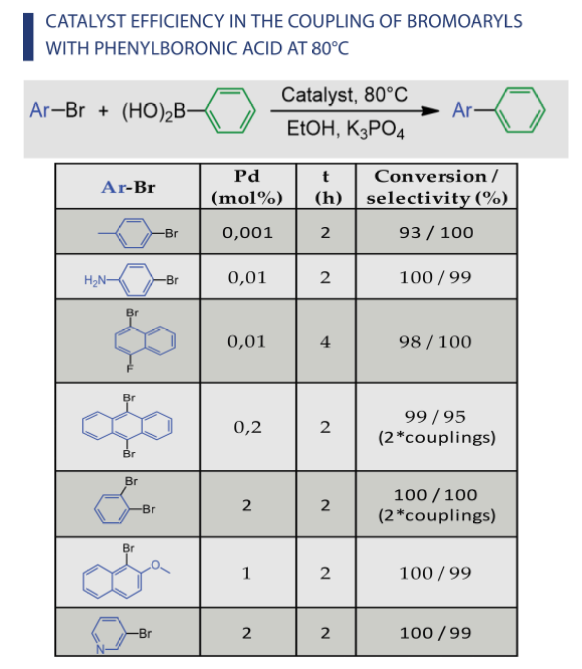 CATALYST EFFICIENCY IN THE COUPLING OF BROMOARYLS
WITH PHENYLBORONIC ACID AT 80°C
Ar–Br + (HO)₂B–
Catalyst, 80°C
EtOH, K₃PO₄
Ar–
Ar-Br
Pd
(mol%)
t
(h)
Conversion /
selectivity (%)
Br
0,001
2
93 / 100
H₂N
Br
0,01
2
100 / 99
Br
F
0,01
4
98 / 100
Br
Br
0,2
2
99 / 95
(2*couplings)
Br
Br
2
2
100 / 100
(2*couplings)
Br
O
1
2
100 / 99
Br
N
2
2
100 / 99